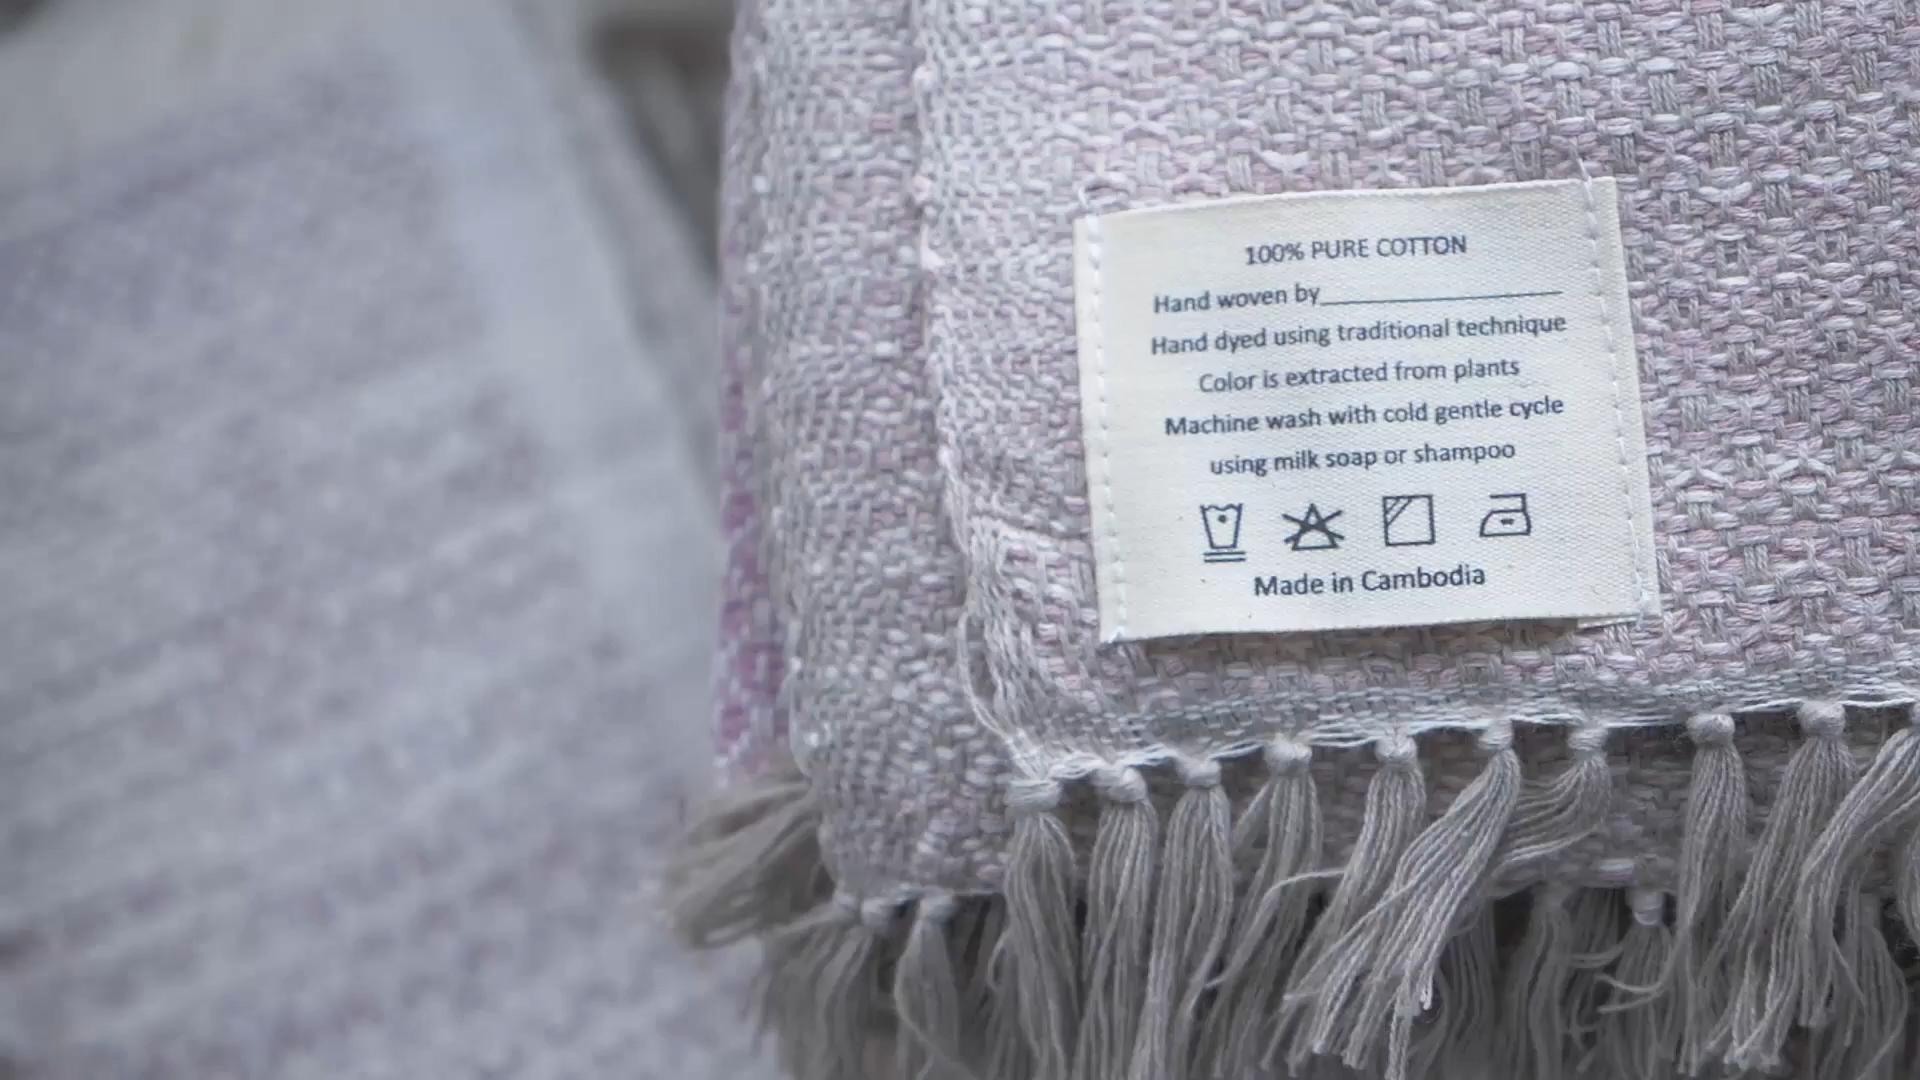 100% PURE COTTON
Hand woven by_______________
Hand dyed using traditional technique
Color is extracted from plants
Machine wash with cold gentle cycle
using milk soap or shampoo
Made in Cambodia